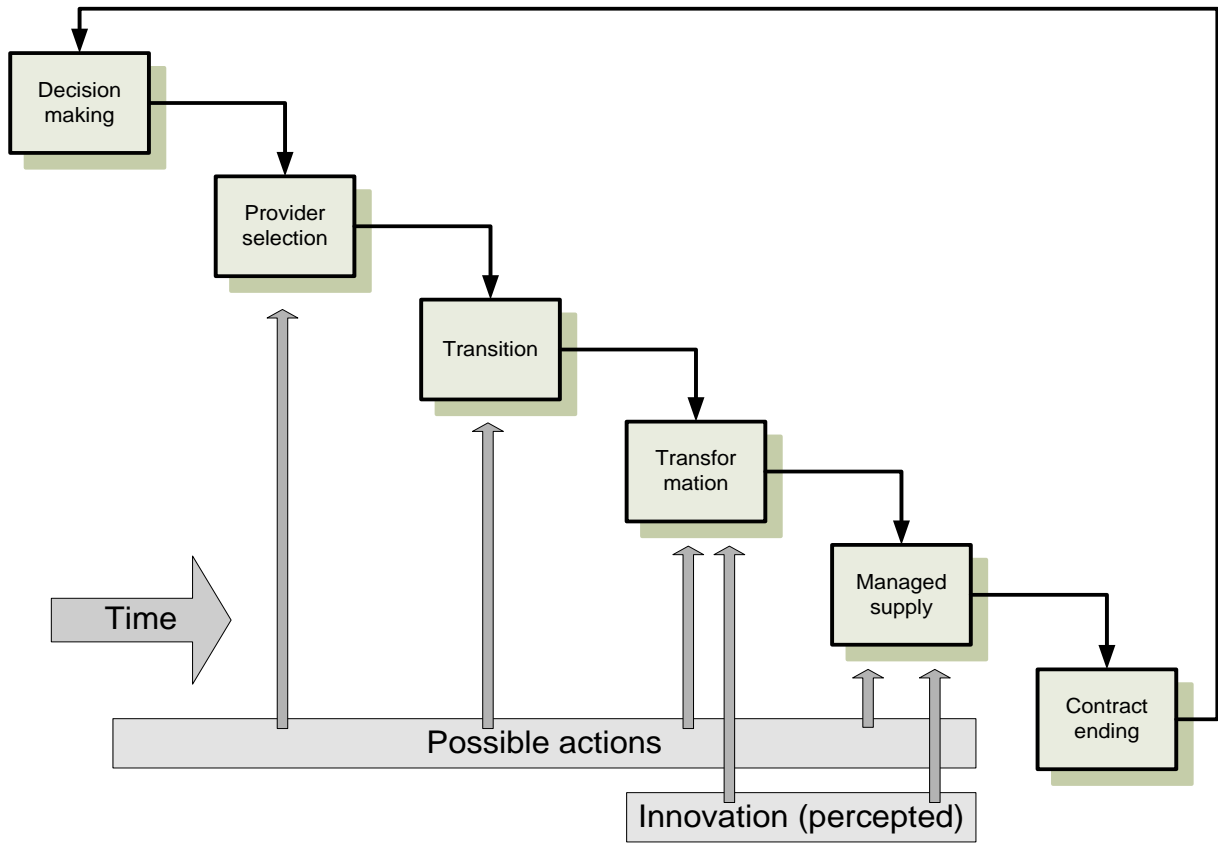 Decision
making
Provider
selection
Transition
Transfor
mation
Managed
supply
Time
Contract
ending
Possible actions
Innovation (percepted)